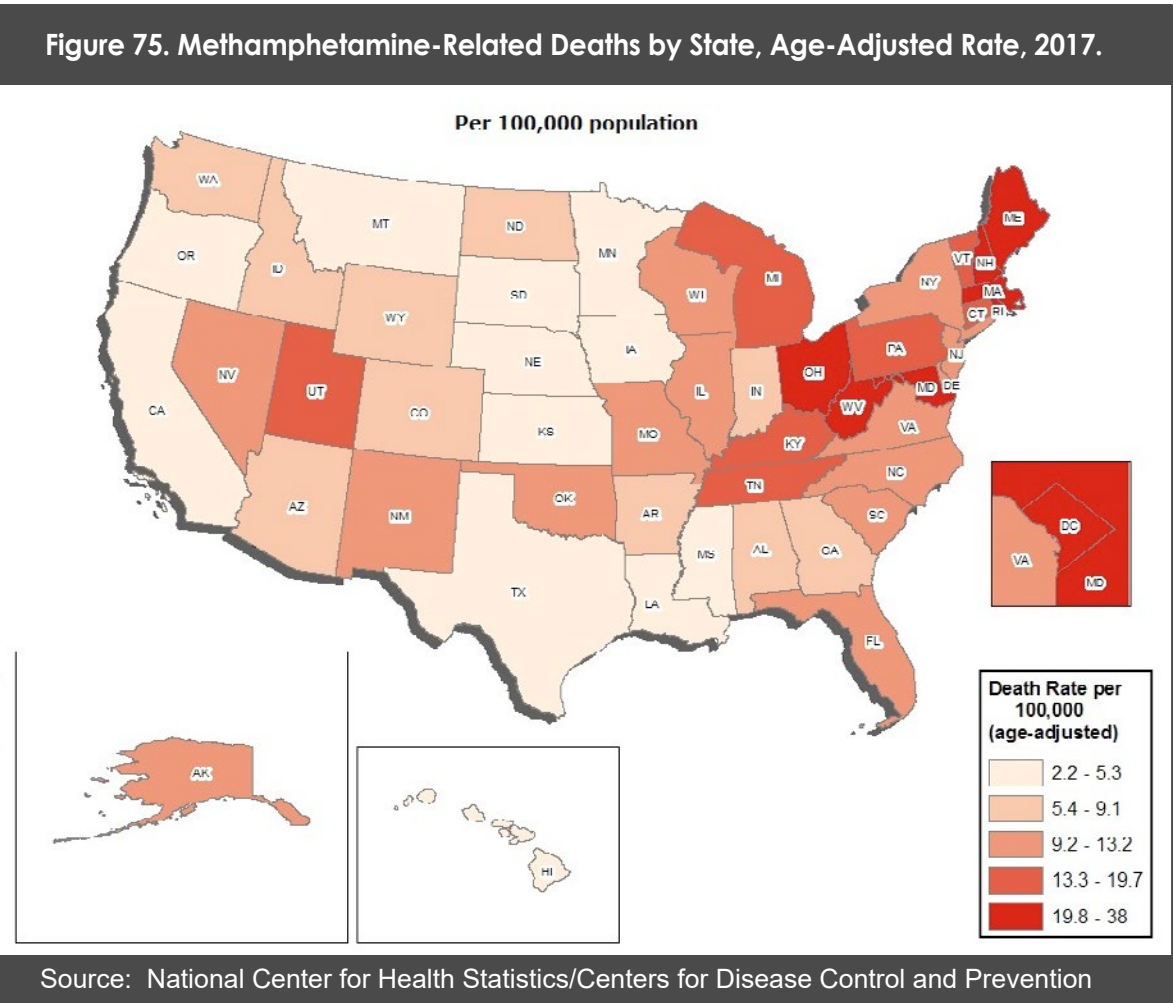 Figure 75. Methamphetamine-Related Deaths by State, Age-Adjusted Rate, 2017.
Per 100,000 population
WA
MT
ND
MN
OR
ID
WY
SD
WI
MI
NY
VT
NH
ME
MA
CT
RI
NV
UT
CO
NE
IA
IL
IN
OH
PA
NJ
MD
DE
WV
VA
CA
KS
MO
KY
NC
TN
AZ
NM
OK
AR
SC
MS
AL
GA
TX
LA
FL
DC
VA
MD
AK
HI
Death Rate per
100,000
(age-adjusted)
2.2 - 5.3
5.4 - 9.1
9.2 - 13.2
13.3 - 19.7
19.8 - 38
Source: National Center for Health Statistics/Centers for Disease Control and Prevention